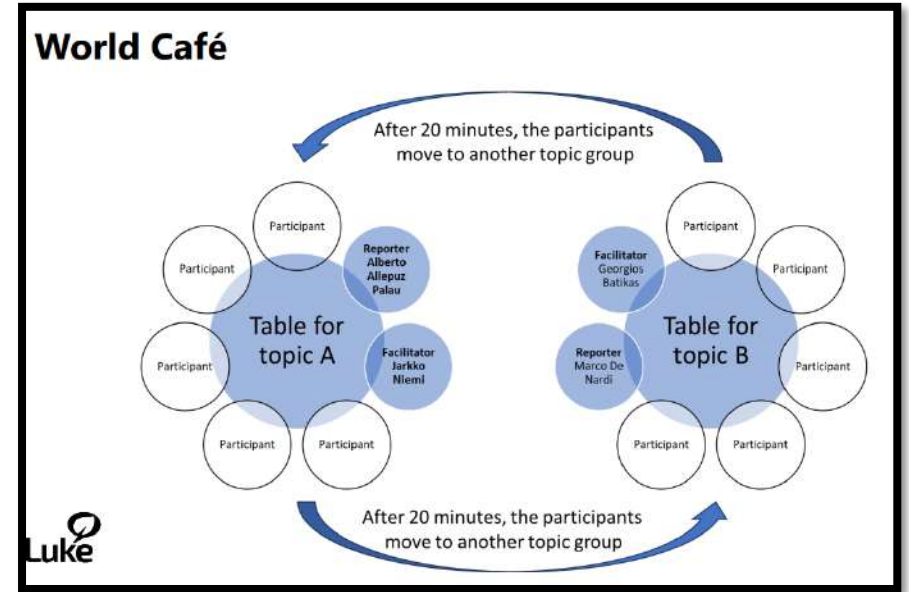 World Café
After 20 minutes, the participants
move to another topic group
Participant
Reporter
Alberto
Allepuz
Palau
Participant
Participant
Table for
topic A
Facilitator
Jarkko
Niemi
Participant
Participant
Participant
Facilitator
Georgios
Batikas
Participant
Table for
topic B
Reporter
Marco De
Nardi
Participant
Participant
Participant
After 20 minutes, the participants
move to another topic group
Luke